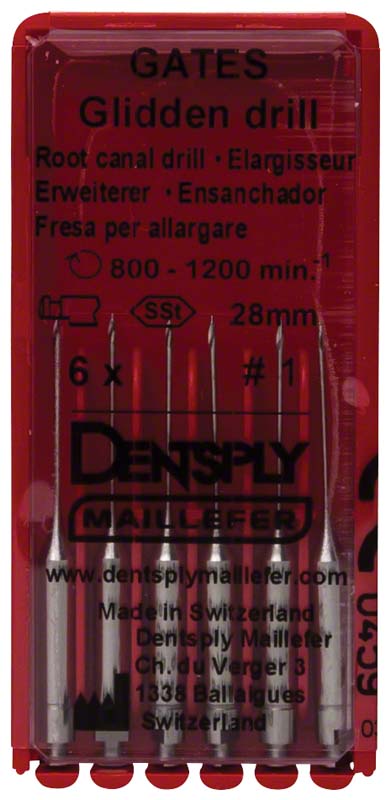 GATES
Glidden drill
Root canal drill · Elargisseur
Erweiterer · Ensanchador
Fresa per allargare
800 - 1200 min.-1
SSt 28mm
6 x # 1
DENTSPLY
MAILLEFER
www.dentsplymaillefer.com
Made in Switzerland
Dentsply Maillefer
Ch. du Verger 3
1338 Ballaigues
Switzerland